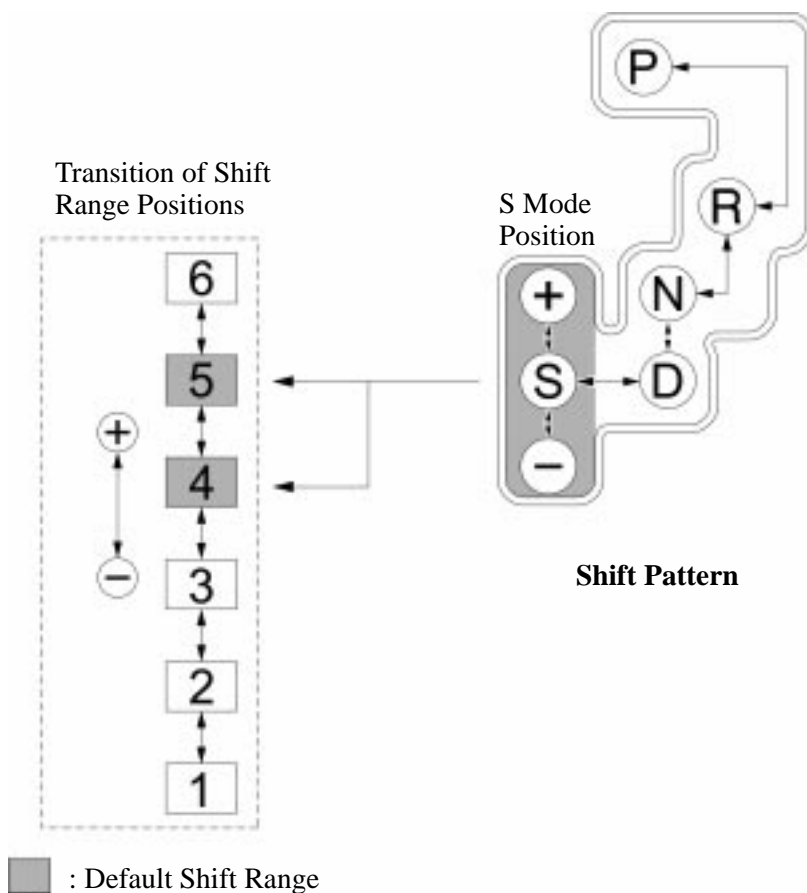 P
Transition of Shift
Range Positions
S Mode
Position
R
6
+
N
5
S
D
+
4
−
−
3
Shift Pattern
2
1
: Default Shift Range